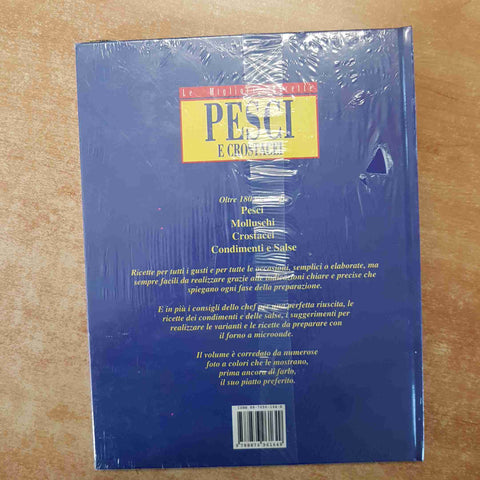 Le Migliori Ricette
PESCI
E CROSTACEI
Oltre 180
Pesci
Molluschi
Crostacei
Condimenti e Salse
Ricette per tutti i gusti e per tutte le occasioni, semplici o elaborate, ma
sempre facili da realizzare grazie alle indicazioni chiare e precise che
spiegano ogni fase della preparazione.
E in più i consigli dello chef per una perfetta riuscita, le
ricette dei condimenti e delle salse, i suggerimenti per
realizzare le varianti e le ricette da preparare con
il forno a microonde.
Il volume è corredato da numerose
foto a colori che le mostrano,
prima ancora di farlo,
il suo piatto preferito.
ISBN